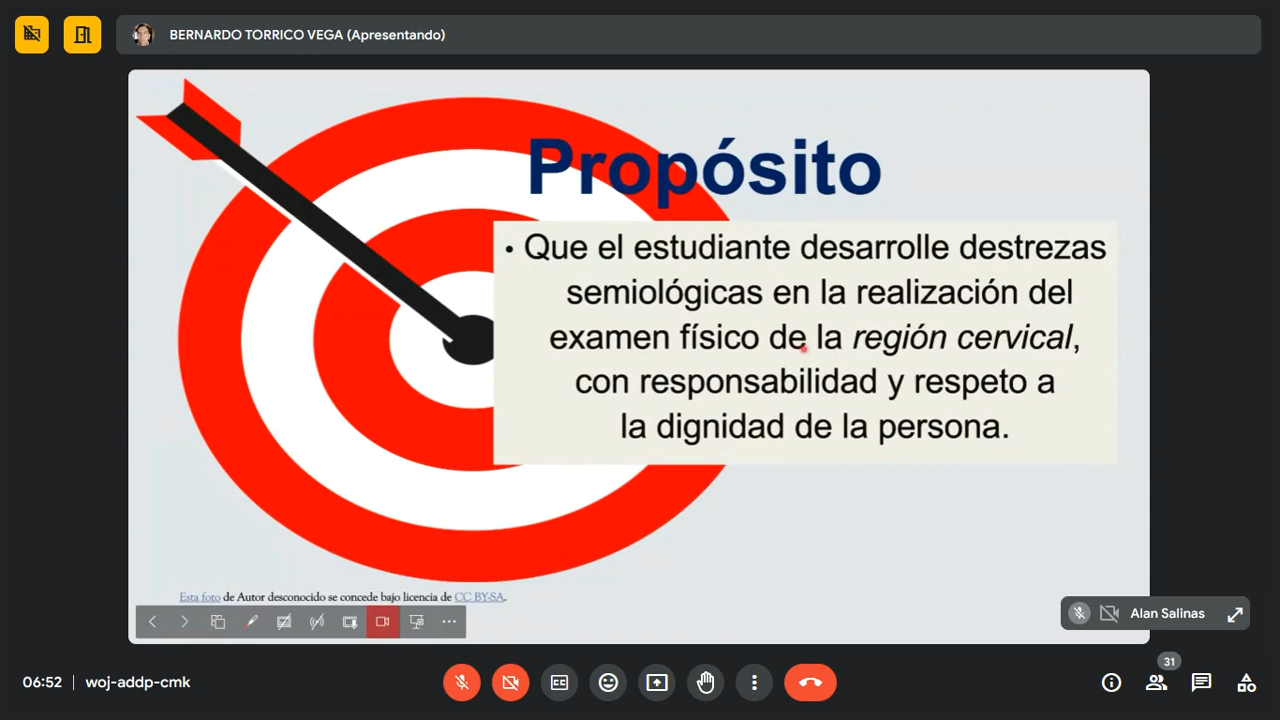 BERNARDO TORRICO VEGA (Apresentando)
Propósito
• Que el estudiante desarrolle destrezas
semiológicas en la realización del
examen físico de la región cervical,
con responsabilidad y respeto a
la dignidad de la persona.
Esta foto de Autor desconocido se concede bajo licencia de CC BY-SA.
Alan Salinas
31
06:52 | woj-addp-cmk